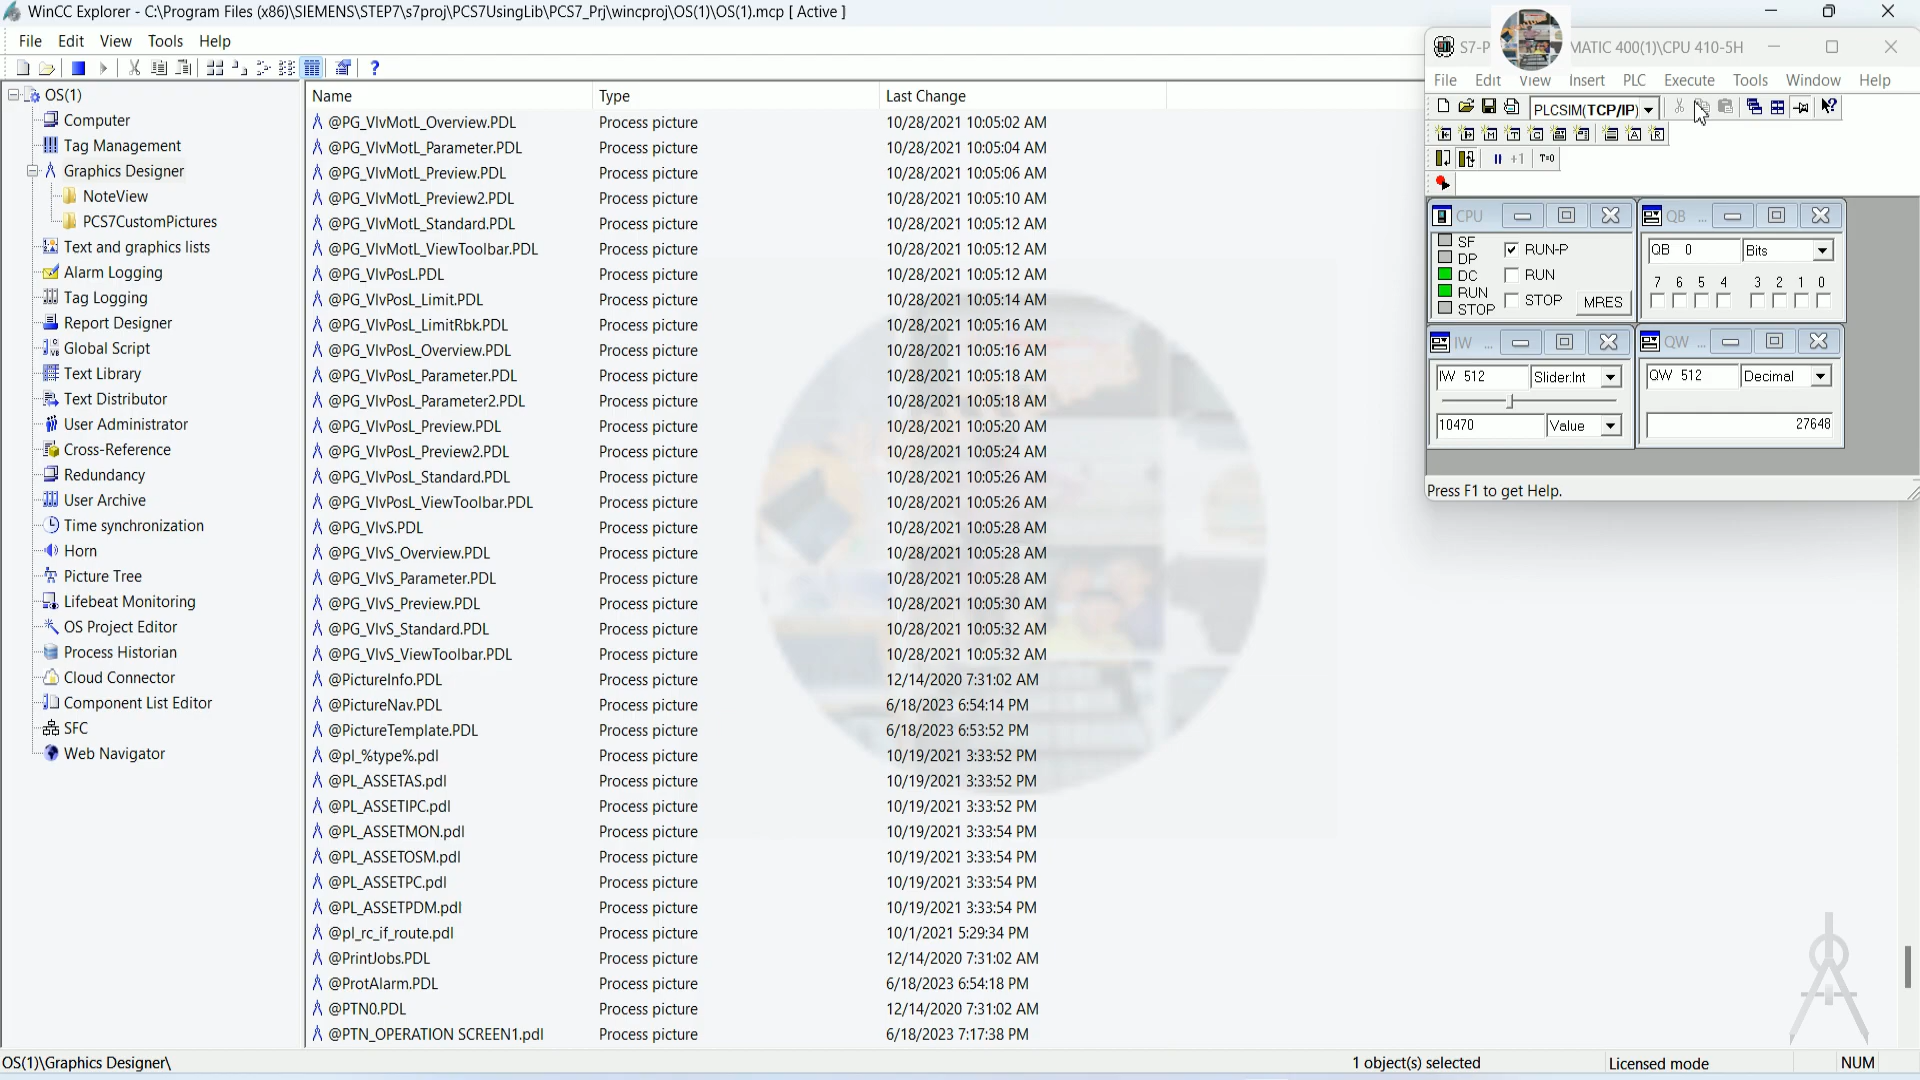 WinCC Explorer - C:\Program Files (x86)\SIEMENS\STEP7\s7proj\PCS7UsingLib\PCS7_Prj\wincproj\OS(1)\OS(1).mcp [ Active ]
File Edit View Tools Help
OS(1)
Computer
Tag Management
Graphics Designer
NoteView
PCS7CustomPictures
Text and graphics lists
Alarm Logging
Tag Logging
Report Designer
Global Script
Text Library
Text Distributor
User Administrator
Cross-Reference
Redundancy
User Archive
Time synchronization
Horn
Picture Tree
Lifebeat Monitoring
OS Project Editor
Process Historian
Cloud Connector
Component List Editor
SFC
Web Navigator
Name Type Last Change
@PG_VlvMotL_Overview.PDL Process picture 10/28/2021 10:05:02 AM
@PG_VlvMotL_Parameter.PDL Process picture 10/28/2021 10:05:04 AM
@PG_VlvMotL_Preview.PDL Process picture 10/28/2021 10:05:06 AM
@PG_VlvMotL_Preview2.PDL Process picture 10/28/2021 10:05:10 AM
@PG_VlvMotL_Standard.PDL Process picture 10/28/2021 10:05:12 AM
@PG_VlvMotL_ViewToolbar.PDL Process picture 10/28/2021 10:05:12 AM
@PG_VlvPosL.PDL Process picture 10/28/2021 10:05:12 AM
@PG_VlvPosL_Limit.PDL Process picture 10/28/2021 10:05:14 AM
@PG_VlvPosL_LimitRbk.PDL Process picture 10/28/2021 10:05:16 AM
@PG_VlvPosL_Overview.PDL Process picture 10/28/2021 10:05:16 AM
@PG_VlvPosL_Parameter.PDL Process picture 10/28/2021 10:05:18 AM
@PG_VlvPosL_Parameter2.PDL Process picture 10/28/2021 10:05:18 AM
@PG_VlvPosL_Preview.PDL Process picture 10/28/2021 10:05:20 AM
@PG_VlvPosL_Preview2.PDL Process picture 10/28/2021 10:05:24 AM
@PG_VlvPosL_Standard.PDL Process picture 10/28/2021 10:05:26 AM
@PG_VlvPosL_ViewToolbar.PDL Process picture 10/28/2021 10:05:26 AM
@PG_VlvS.PDL Process picture 10/28/2021 10:05:28 AM
@PG_VlvS_Overview.PDL Process picture 10/28/2021 10:05:28 AM
@PG_VlvS_Parameter.PDL Process picture 10/28/2021 10:05:28 AM
@PG_VlvS_Preview.PDL Process picture 10/28/2021 10:05:30 AM
@PG_VlvS_Standard.PDL Process picture 10/28/2021 10:05:32 AM
@PG_VlvS_ViewToolbar.PDL Process picture 10/28/2021 10:05:32 AM
@PictureInfo.PDL Process picture 12/14/2020 7:31:02 AM
@PictureNav.PDL Process picture 6/18/2023 6:54:14 PM
@PictureTemplate.PDL Process picture 6/18/2023 6:53:52 PM
@pl_%type%.pdl Process picture 10/19/2021 3:33:52 PM
@PL_ASSETAS.pdl Process picture 10/19/2021 3:33:52 PM
@PL_ASSETIPC.pdl Process picture 10/19/2021 3:33:52 PM
@PL_ASSETMON.pdl Process picture 10/19/2021 3:33:54 PM
@PL_ASSETOSM.pdl Process picture 10/19/2021 3:33:54 PM
@PL_ASSETPC.pdl Process picture 10/19/2021 3:33:54 PM
@PL_ASSETPDM.pdl Process picture 10/19/2021 3:33:54 PM
@pl_rc_if_route.pdl Process picture 10/1/2021 5:29:34 PM
@PrintJobs.PDL Process picture 12/14/2020 7:31:02 AM
@ProtAlarm.PDL Process picture 6/18/2023 6:54:18 PM
@PTN0.PDL Process picture 12/14/2020 7:31:02 AM
@PTN_OPERATION SCREEN1.pdl Process picture 6/18/2023 7:17:38 PM
S7-P MATIC 400(1)\CPU 410-5H
File Edit View Insert PLC Execute Tools Window Help
PLCSIM(TCP/IP)
+1 T=0
CPU
SF
DP
DC
RUN
STOP
RUN-P
RUN
STOP MRES
QB ...
QB 0 Bits
7 6 5 4 3 2 1 0
IW ...
IW 512 Slider:Int
10470 Value
QW ...
QW 512 Decimal
27648
Press F1 to get Help.
OS(1)\Graphics Designer\ 1 object(s) selected Licensed mode NUM